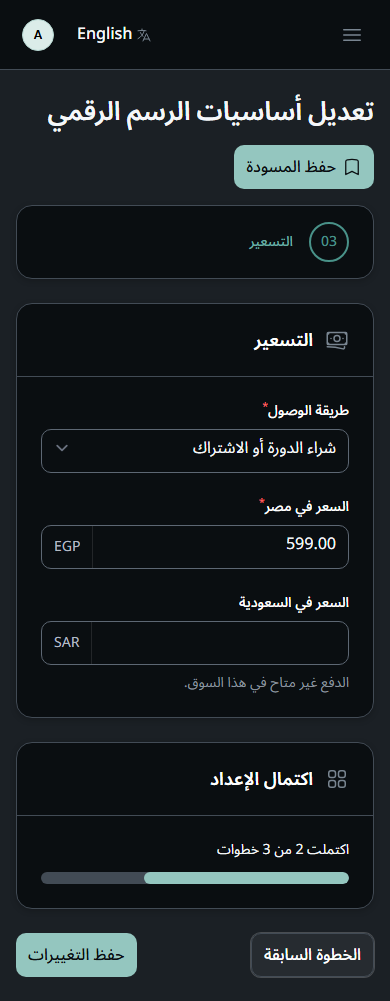 English
A
تعديل أساسيات الرسم الرقمي
حفظ المسودة
03
التسعير
التسعير
طريقة الوصول*
شراء الدورة أو الاشتراك
السعر في مصر*
599.00
EGP
السعر في السعودية
SAR
الدفع غير متاح في هذا السوق.
اكتمال الإعداد
اكتملت 2 من 3 خطوات
الخطوة السابقة
حفظ التغييرات